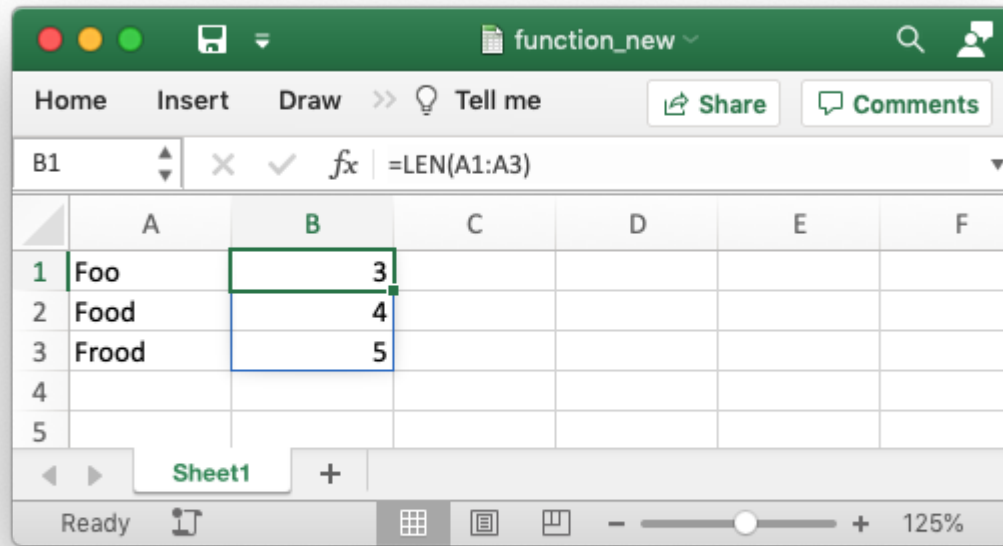 function_new
Home Insert Draw Tell me Share Comments
B1 fx =LEN(A1:A3)
A B C D E F
1 Foo 3
2 Food 4
3 Frood 5
4
5
Sheet1 +
Ready − + 125%